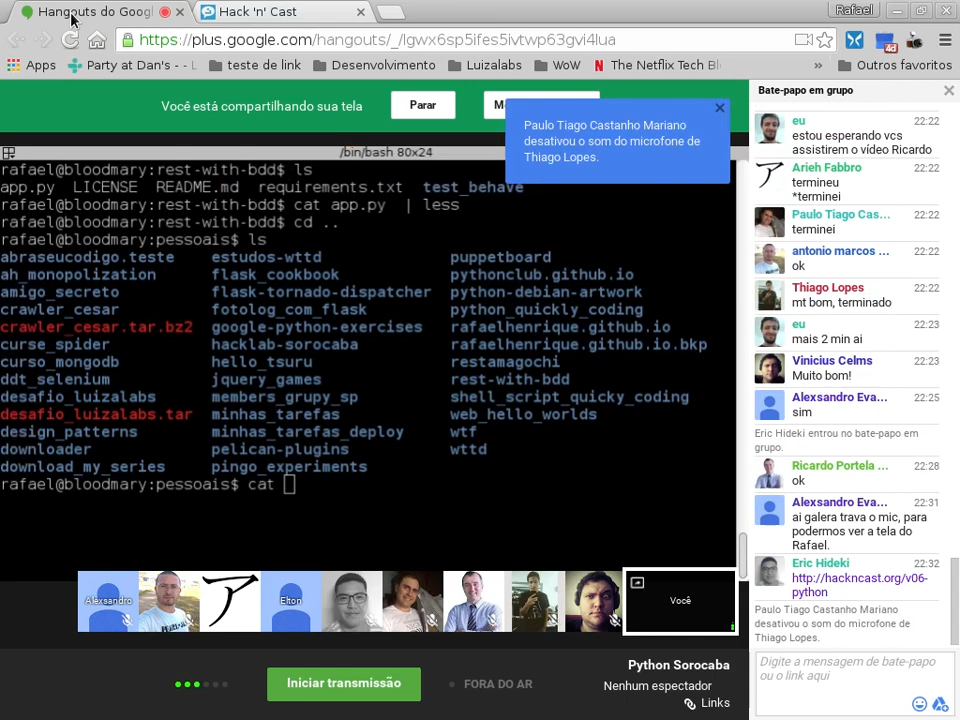 Hangouts do Goog
Hack 'n' Cast
Rafael
https://plus.google.com/hangouts/_/lgwx6sp5ifes5ivtwp63gvi4lua
4d
Apps
Party at Dan's - - L
teste de link
Desenvolvimento
Luizalabs
WoW
The Netflix Tech Bl
»
Outros favoritos
Você está compartilhando sua tela
Parar
Paulo Tiago Castanho Mariano
desativou o som do microfone de
Thiago Lopes.
/bin/bash 80x24
rafael@bloodmary:rest-with-bdd$ ls
app.py LICENSE README.md requirements.txt test_behave
rafael@bloodmary:rest-with-bdd$ cat app.py | less
rafael@bloodmary:rest-with-bdd$ cd ..
rafael@bloodmary:pessoais$ ls
abraseucodigo.teste estudos-wttd puppetboard
ah_monopolization flask_cookbook pythonclub.github.io
amigo_secreto flask-tornado-dispatcher python-debian-artwork
crawler_cesar fotolog_com_flask python_quickly_coding
crawler_cesar.tar.bz2 google-python-exercises rafaelhenrique.github.io
curse_spider hacklab-sorocaba rafaelhenrique.github.io.bkp
curso_mongodb hello_tsuru restamagochi
ddt_selenium jquery_games rest-with-bdd
desafio_luizalabs members_grupy_sp shell_script_quicky_coding
desafio_luizalabs.tar minhas_tarefas web_hello_worlds
design_patterns minhas_tarefas_deploy wtf
downloader pelican-plugins wttd
download_my_series pingo_experiments
rafael@bloodmary:pessoais$ cat
Alexsandro
ア
Elton
Você
Iniciar transmissão
FORA DO AR
Python Sorocaba
Nenhum espectador
Links
Bate-papo em grupo
eu 22:22
estou esperando vcs
assistirem o vídeo Ricardo
Arieh Fabbro 22:22
termineu
*terminei
Paulo Tiago Cas... 22:22
terminei
antonio marcos ... 22:22
ok
Thiago Lopes 22:22
mt bom, terminado
eu 22:23
mais 2 min ai
Vinicius Celms 22:23
Muito bom!
Alexsandro Eva... 22:25
sim
Eric Hideki entrou no bate-papo em
grupo.
Ricardo Portela ... 22:28
ok
Alexsandro Eva... 22:31
ai galera trava o mic, para
podermos ver a tela do
Rafael.
Eric Hideki 22:32
http://hackncast.org/v06-
python
Paulo Tiago Castanho Mariano
desativou o som do microfone de
Thiago Lopes.
Digite a mensagem de bate-papo
ou o link aqui